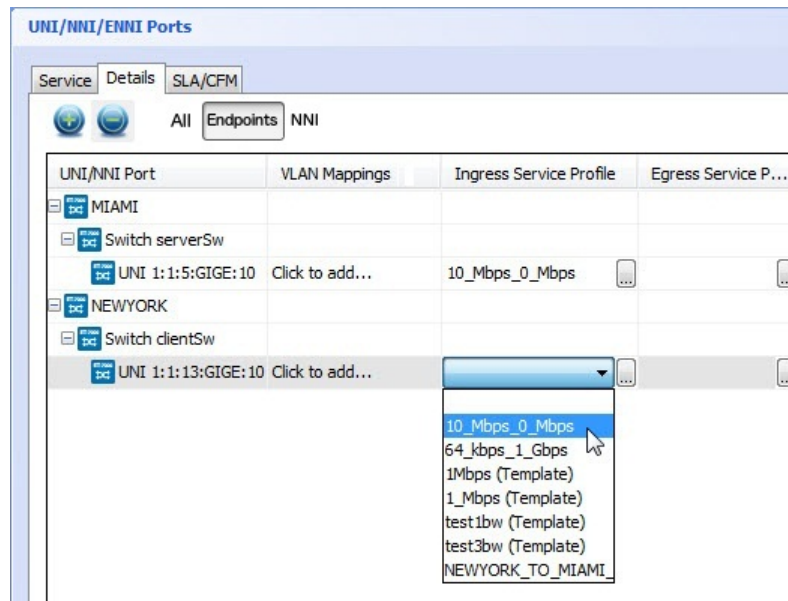 UNI/NNI/ENNI Ports
Service Details SLA/CFM
All Endpoints NNI
UNI/NNI Port VLAN Mappings Ingress Service Profile Egress Service P...
MIAMI
Switch serverSw
UNI 1:1:5:GIGE:10 Click to add... 10_Mbps_0_Mbps ... ...
NEWYORK
Switch clientSw
UNI 1:1:13:GIGE:10 Click to add... ... ...
10_Mbps_0_Mbps
64_kbps_1_Gbps
1Mbps (Template)
1_Mbps (Template)
test1bw (Template)
test3bw (Template)
NEWYORK_TO_MIAMI_